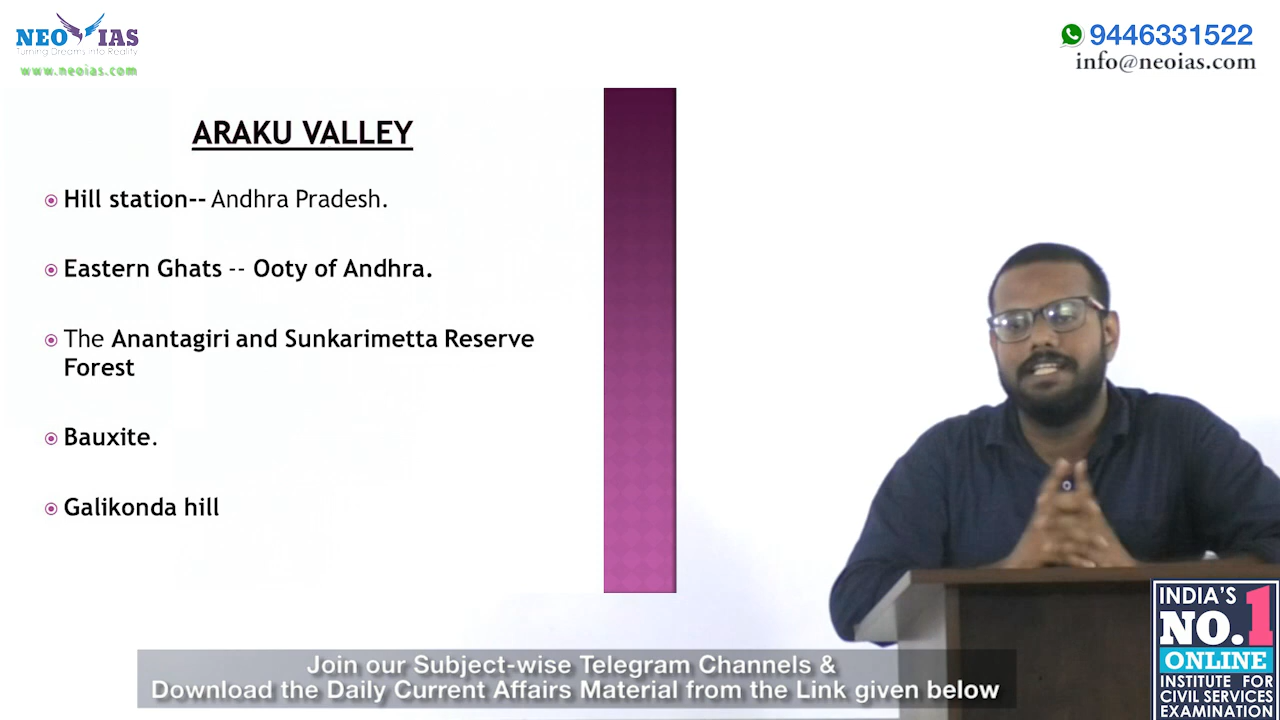 NEO IAS
Turning Dreams into Reality
www.neoias.com
9446331522
info@neoias.com
ARAKU VALLEY
Hill station-- Andhra Pradesh.
Eastern Ghats -- Ooty of Andhra.
The Anantagiri and Sunkarimetta Reserve
Forest
Bauxite.
Galikonda hill
INDIA'S
NO.1
ONLINE
INSTITUTE FOR
CIVIL SERVICES
EXAMINATION
Join our Subject-wise Telegram Channels &
Download the Daily Current Affairs Material from the Link given below